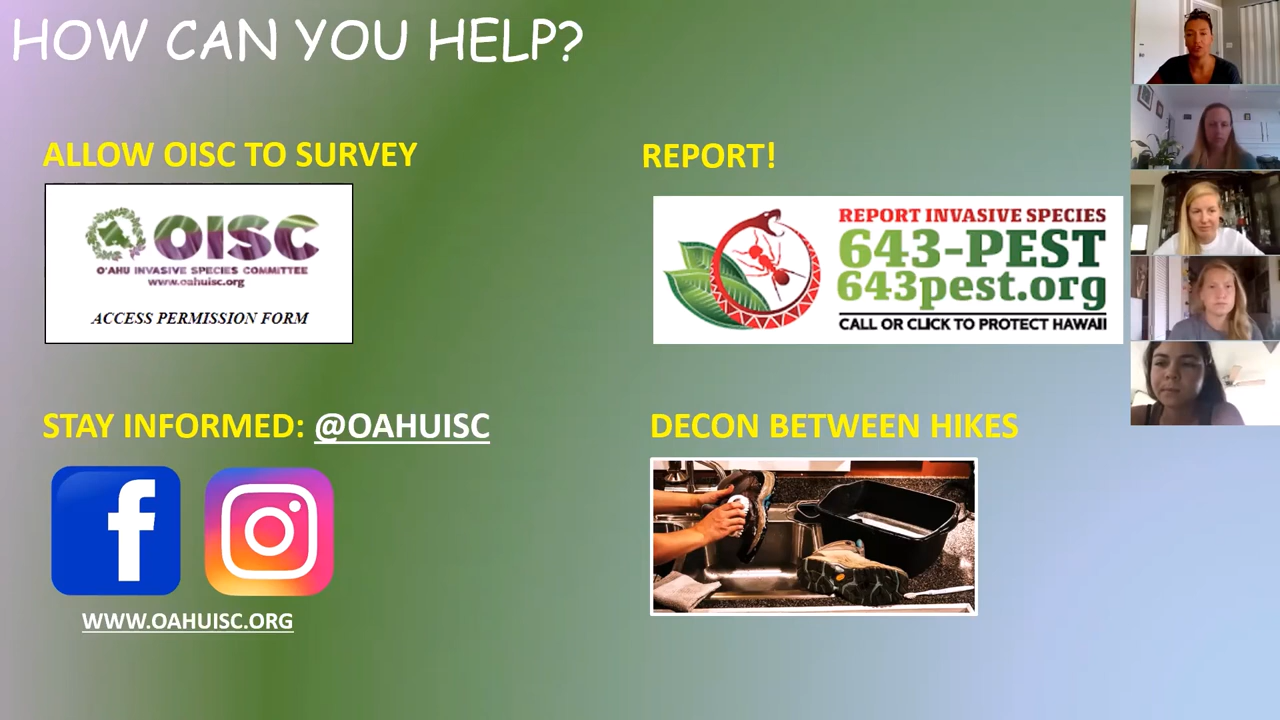 HOW CAN YOU HELP?
ALLOW OISC TO SURVEY
OISC
O'AHU INVASIVE SPECIES COMMITTEE
www.oahuisc.org
ACCESS PERMISSION FORM
REPORT!
REPORT INVASIVE SPECIES
643-PEST
643pest.org
CALL OR CLICK TO PROTECT HAWAII
STAY INFORMED: @OAHUISC
WWW.OAHUISC.ORG
DECON BETWEEN HIKES